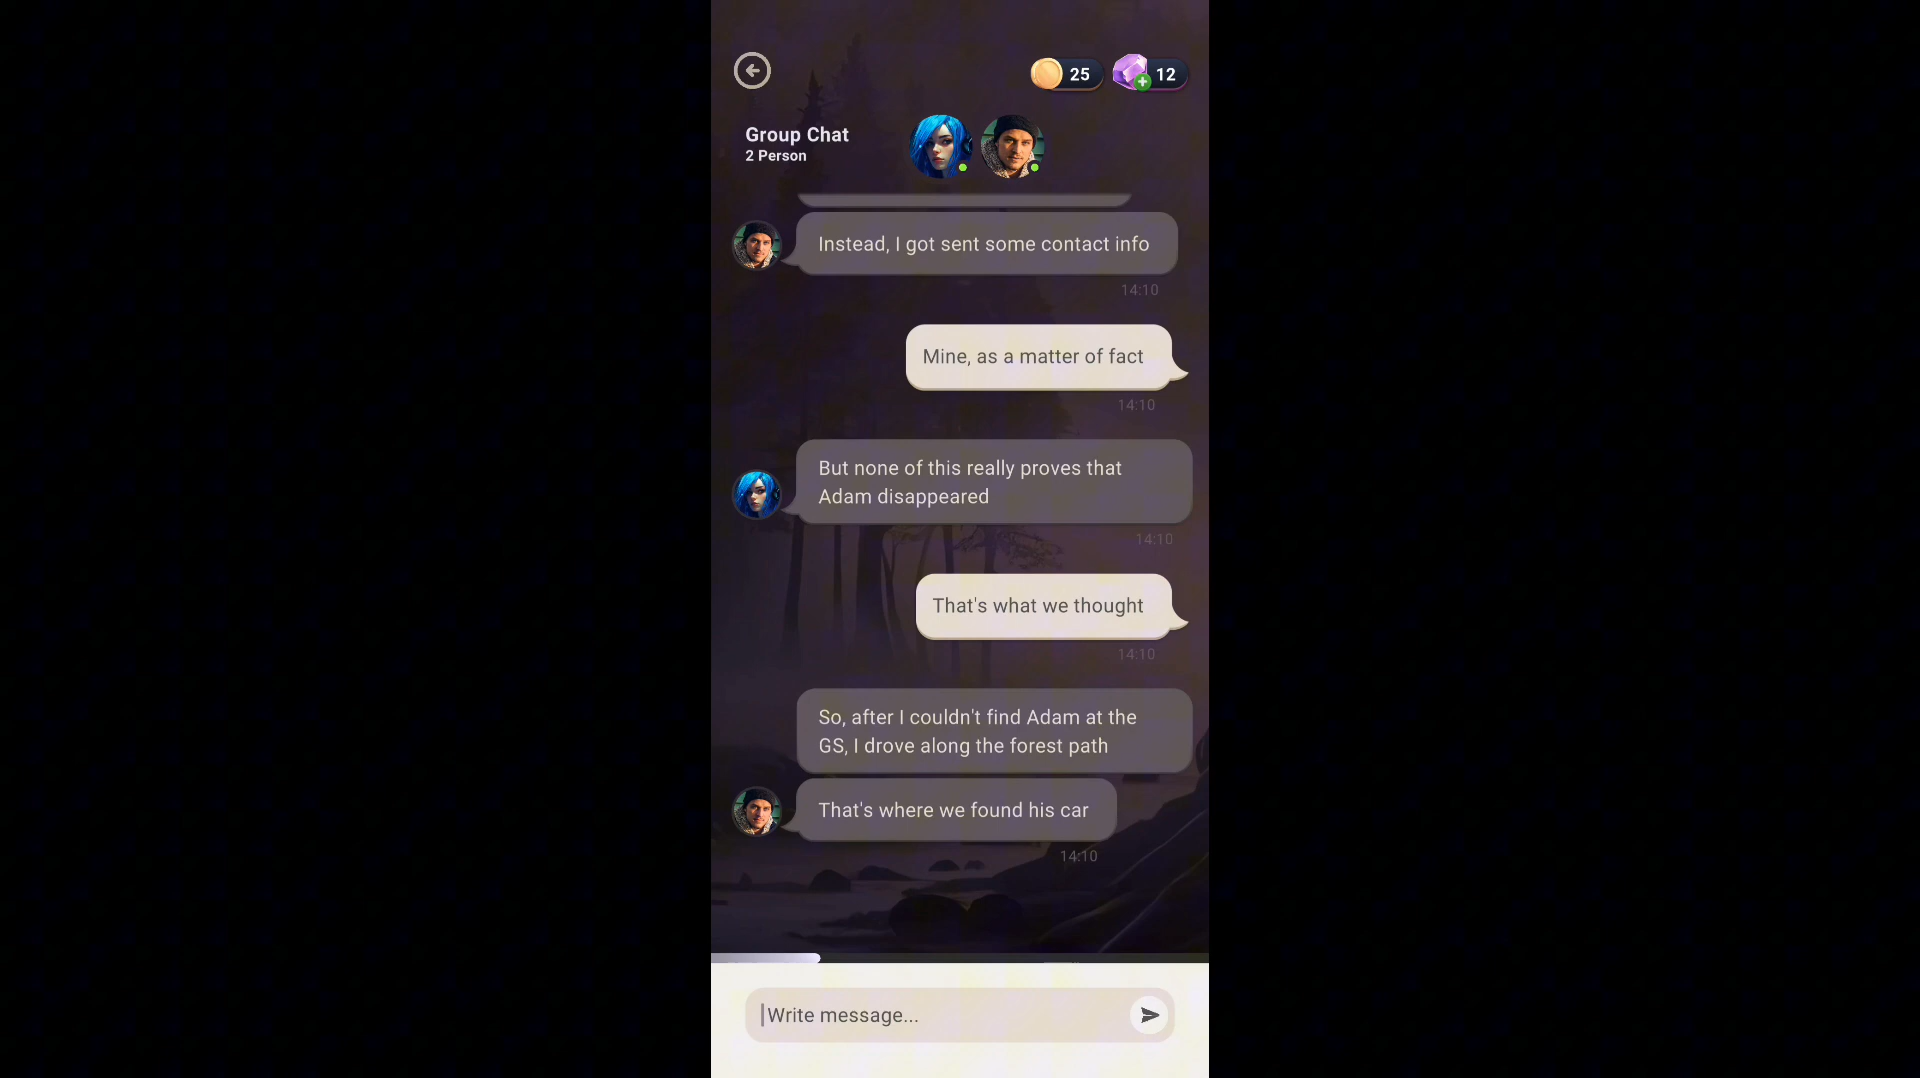 25
12
Group Chat
2 Person
Instead, I got sent some contact info
14:10
Mine, as a matter of fact
14:10
But none of this really proves that
Adam disappeared
14:10
That's what we thought
14:10
So, after I couldn't find Adam at the
GS, I drove along the forest path
That's where we found his car
14:10
Write message...